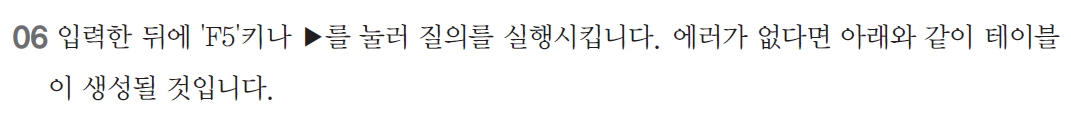 06 입력한 뒤에 'F5'키나 ▶를 눌러 질의를 실행시킵니다. 에러가 없다면 아래와 같이 테이블
이 생성될 것입니다.